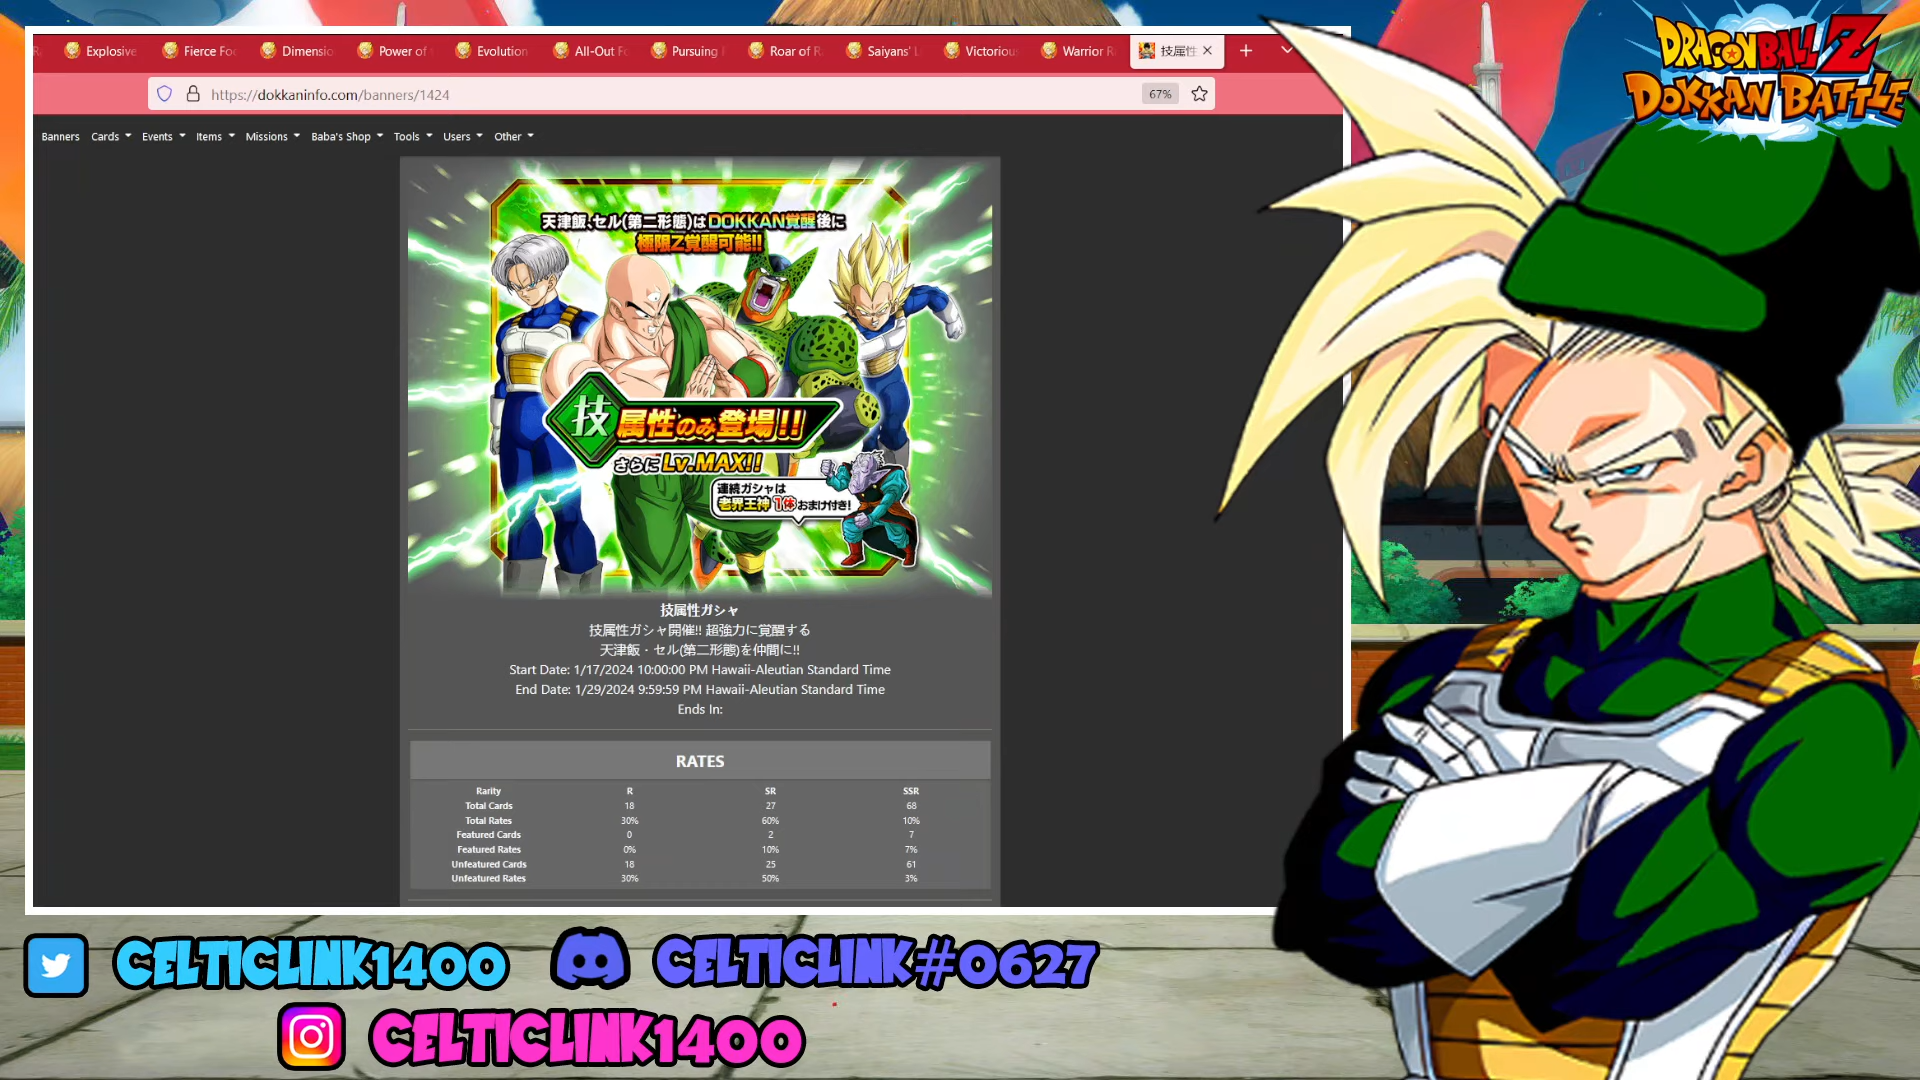 Explosive
Fierce Fo
Dimensio
Power of
Evolution
All-Out F
Pursuing
Roar of R
Saiyans' L
Victorious
Warrior R
技属性
https://dokkaninfo.com/banners/1424
67%
Banners
Cards
Events
Items
Missions
Baba's Shop
Tools
Users
Other
DRAGON BALL Z
DOKKAN BATTLE
天津飯、セル(第二形態)はDOKKAN覚醒後に
極限Z覚醒可能!!
技属性のみ登場!!
さらにLv.MAX!!
連続ガシャは
老界王神1体おまけ付き!
技属性ガシャ
技属性ガシャ開催!! 超強力に覚醒する
天津飯・セル(第二形態)を仲間に!!
Start Date: 1/17/2024 10:00:00 PM Hawaii-Aleutian Standard Time
End Date: 1/29/2024 9:59:59 PM Hawaii-Aleutian Standard Time
Ends In:
RATES
Rarity R SR SSR
Total Cards 18 27 68
Total Rates 30% 60% 10%
Featured Cards 0 2 7
Featured Rates 0% 10% 7%
Unfeatured Cards 18 25 61
Unfeatured Rates 30% 50% 3%
CELTICLINK1400
CELTICLINK#0627
CELTICLINK1400